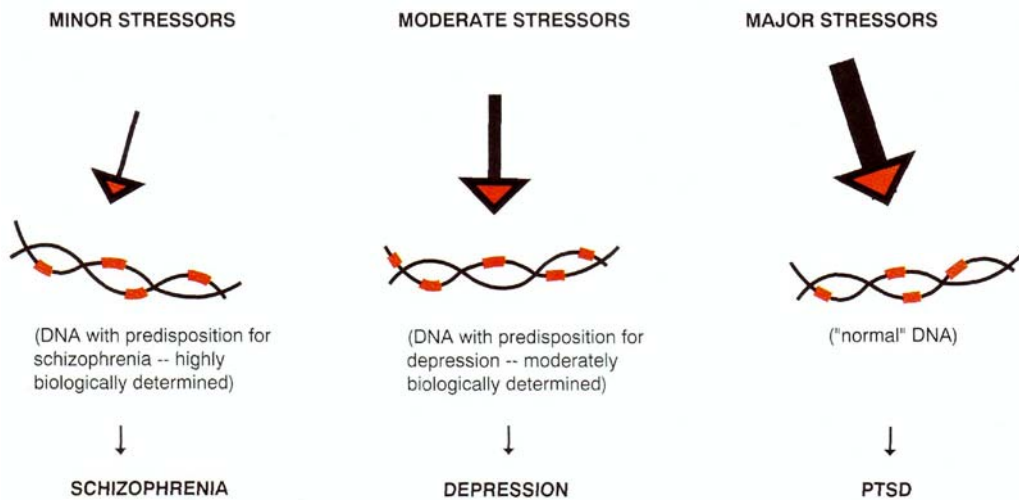 MINOR STRESSORS
MODERATE STRESSORS
MAJOR STRESSORS
(DNA with predisposition for
schizophrenia -- highly
biologically determined)
(DNA with predisposition for
depression -- moderately
biologically determined)
("normal" DNA)
SCHIZOPHRENIA
DEPRESSION
PTSD